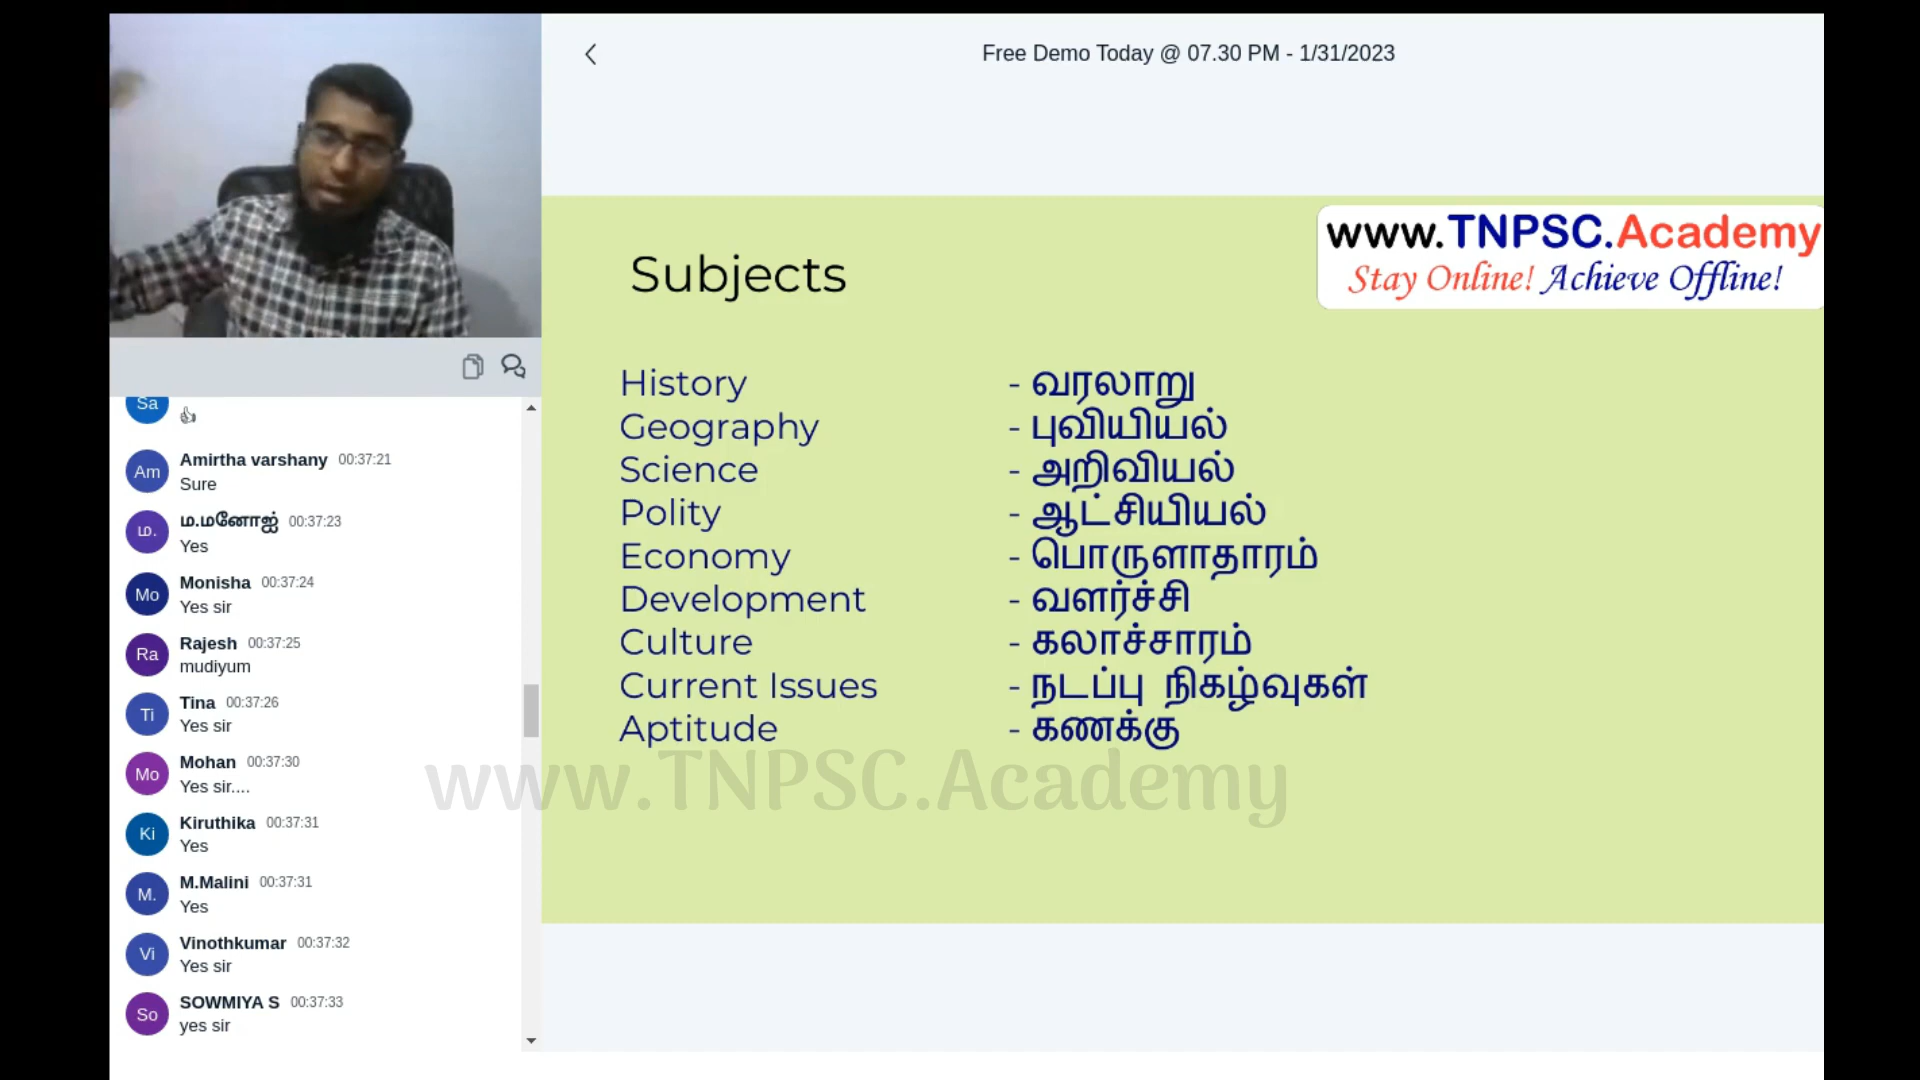 Free Demo Today @ 07.30 PM - 1/31/2023
www.TNPSC.Academy
Stay Online! Achieve Offline!
Subjects
History - வரலாறு
Geography - புவியியல்
Science - அறிவியல்
Polity - ஆட்சியியல்
Economy - பொருளாதாரம்
Development - வளர்ச்சி
Culture - கலாச்சாரம்
Current Issues - நடப்பு நிகழ்வுகள்
Aptitude - கணக்கு
www.TNPSC.Academy
Sa
Am Amirtha varshany 00:37:21
Sure
ம. ம.மனோஜ் 00:37:23
Yes
Mo Monisha 00:37:24
Yes sir
Ra Rajesh 00:37:25
mudiyum
Ti Tina 00:37:26
Yes sir
Mo Mohan 00:37:30
Yes sir....
Ki Kiruthika 00:37:31
Yes
M. M.Malini 00:37:31
Yes
Vi Vinothkumar 00:37:32
Yes sir
So SOWMIYA S 00:37:33
yes sir